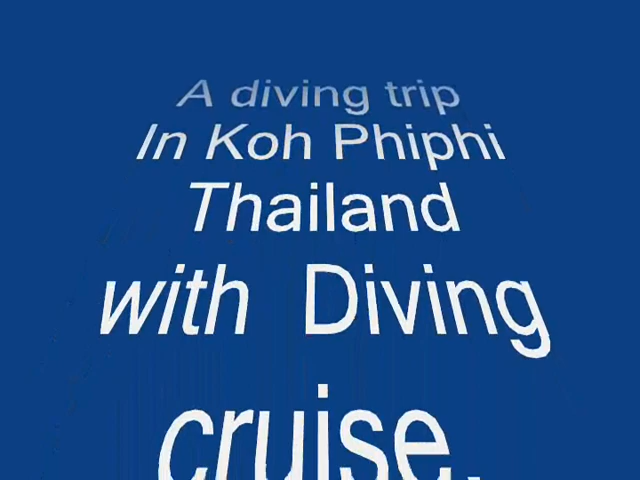 A diving trip
In Koh Phiphi
Thailand
with Diving
cruise.